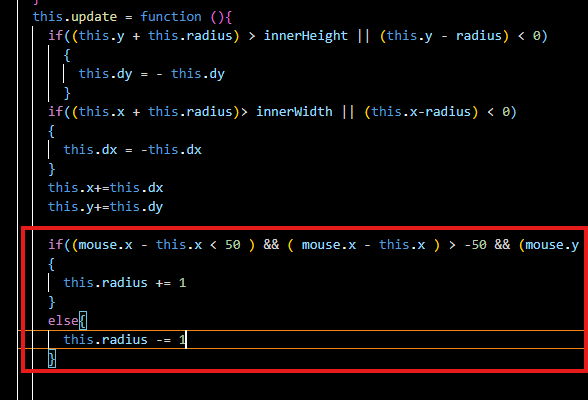 }
this.update = function (){
if((this.y + this.radius) > innerHeight || (this.y - radius) < 0)
{
this.dy = - this.dy
}
if((this.x + this.radius)> innerWidth || (this.x-radius) < 0)
{
this.dx = -this.dx
}
this.x+=this.dx
this.y+=this.dy
if((mouse.x - this.x < 50 ) && ( mouse.x - this.x ) > -50 && (mouse.y
{
this.radius += 1
}
else{
this.radius -= 1
}